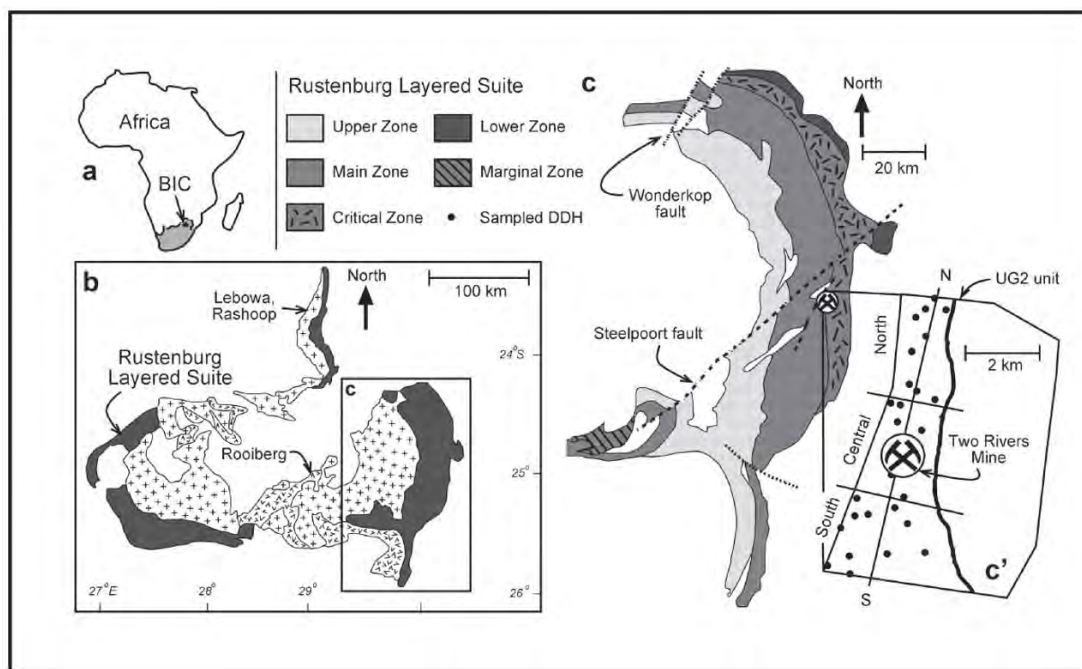 Africa
a
BIC
Rustenburg Layered Suite
Upper Zone
Lower Zone
Main Zone
Marginal Zone
Critical Zone
Sampled DDH
b
North
100 km
Lebowa,
Rashoop
Rustenburg
Layered Suite
Rooiberg
c
24°S
25°
26°
27°E
28°
29°
c
North
20 km
Wonderkop
fault
Steelpoort fault
N
UG2 unit
North
2 km
Central
Two Rivers
Mine
South
c'
S